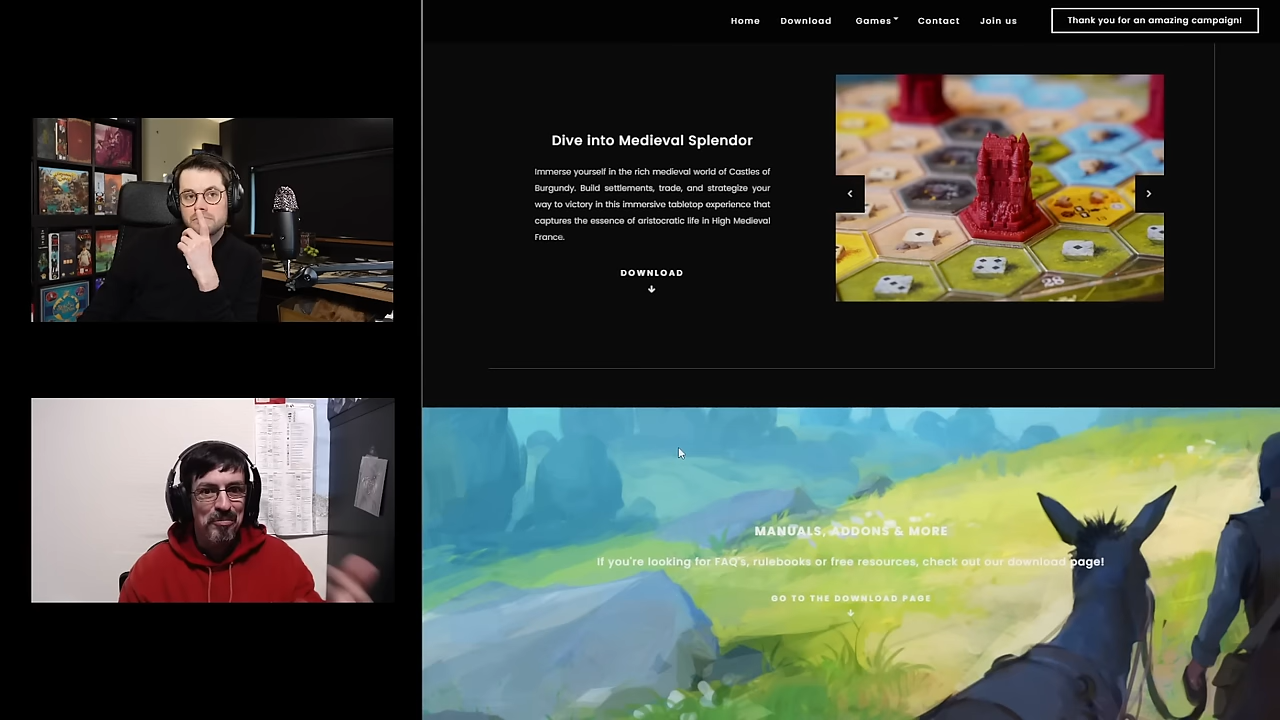 Home Download Games Contact Join us Thank you for an amazing campaign!
Dive into Medieval Splendor
Immerse yourself in the rich medieval world of Castles of
Burgundy. Build settlements, trade, and strategize your
way to victory in this immersive tabletop experience that
captures the essence of aristocratic life in High Medieval
France.
DOWNLOAD
28
MANUALS, ADDONS & MORE
If you're looking for FAQ's, rulebooks or free resources, check out our download page!
GO TO THE DOWNLOAD PAGE